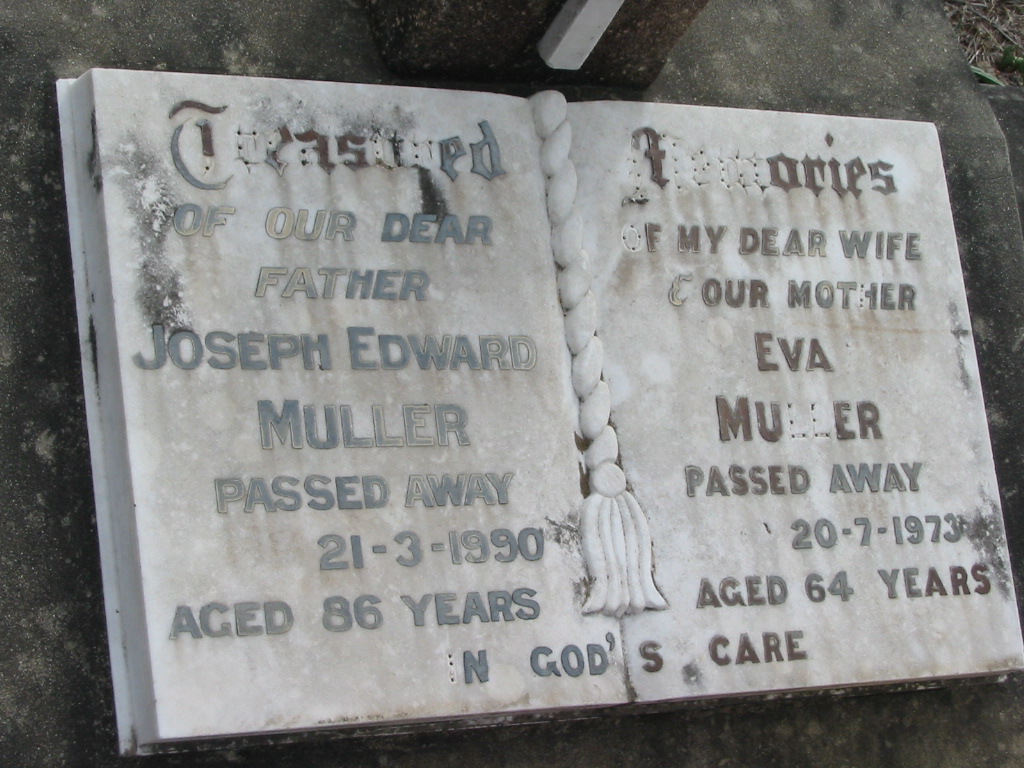 Treasured
OF OUR DEAR
FATHER
JOSEPH EDWARD
MULLER
PASSED AWAY
21-3-1990
AGED 86 YEARS
Memories
OF MY DEAR WIFE
& OUR MOTHER
EVA
MULLER
PASSED AWAY
20-7-1973
AGED 64 YEARS
IN GOD'S CARE